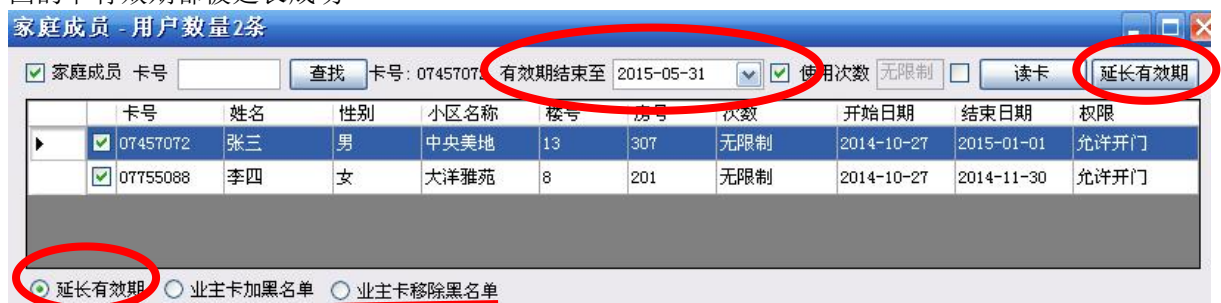 家庭成员 - 用户数量2条
家庭成员 卡号 查找 卡号: 07457072 有效期结束至 2015-05-31 使用次数 无限制 读卡 延长有效期
卡号 姓名 性别 小区名称 楼号 房号 次数 开始日期 结束日期 权限
07457072 张三 男 中央美地 13 307 无限制 2014-10-27 2015-01-01 允许开门
07755088 李四 女 大洋雅苑 8 201 无限制 2014-10-27 2014-11-30 允许开门
延长有效期 业主卡加黑名单 业主卡移除黑名单